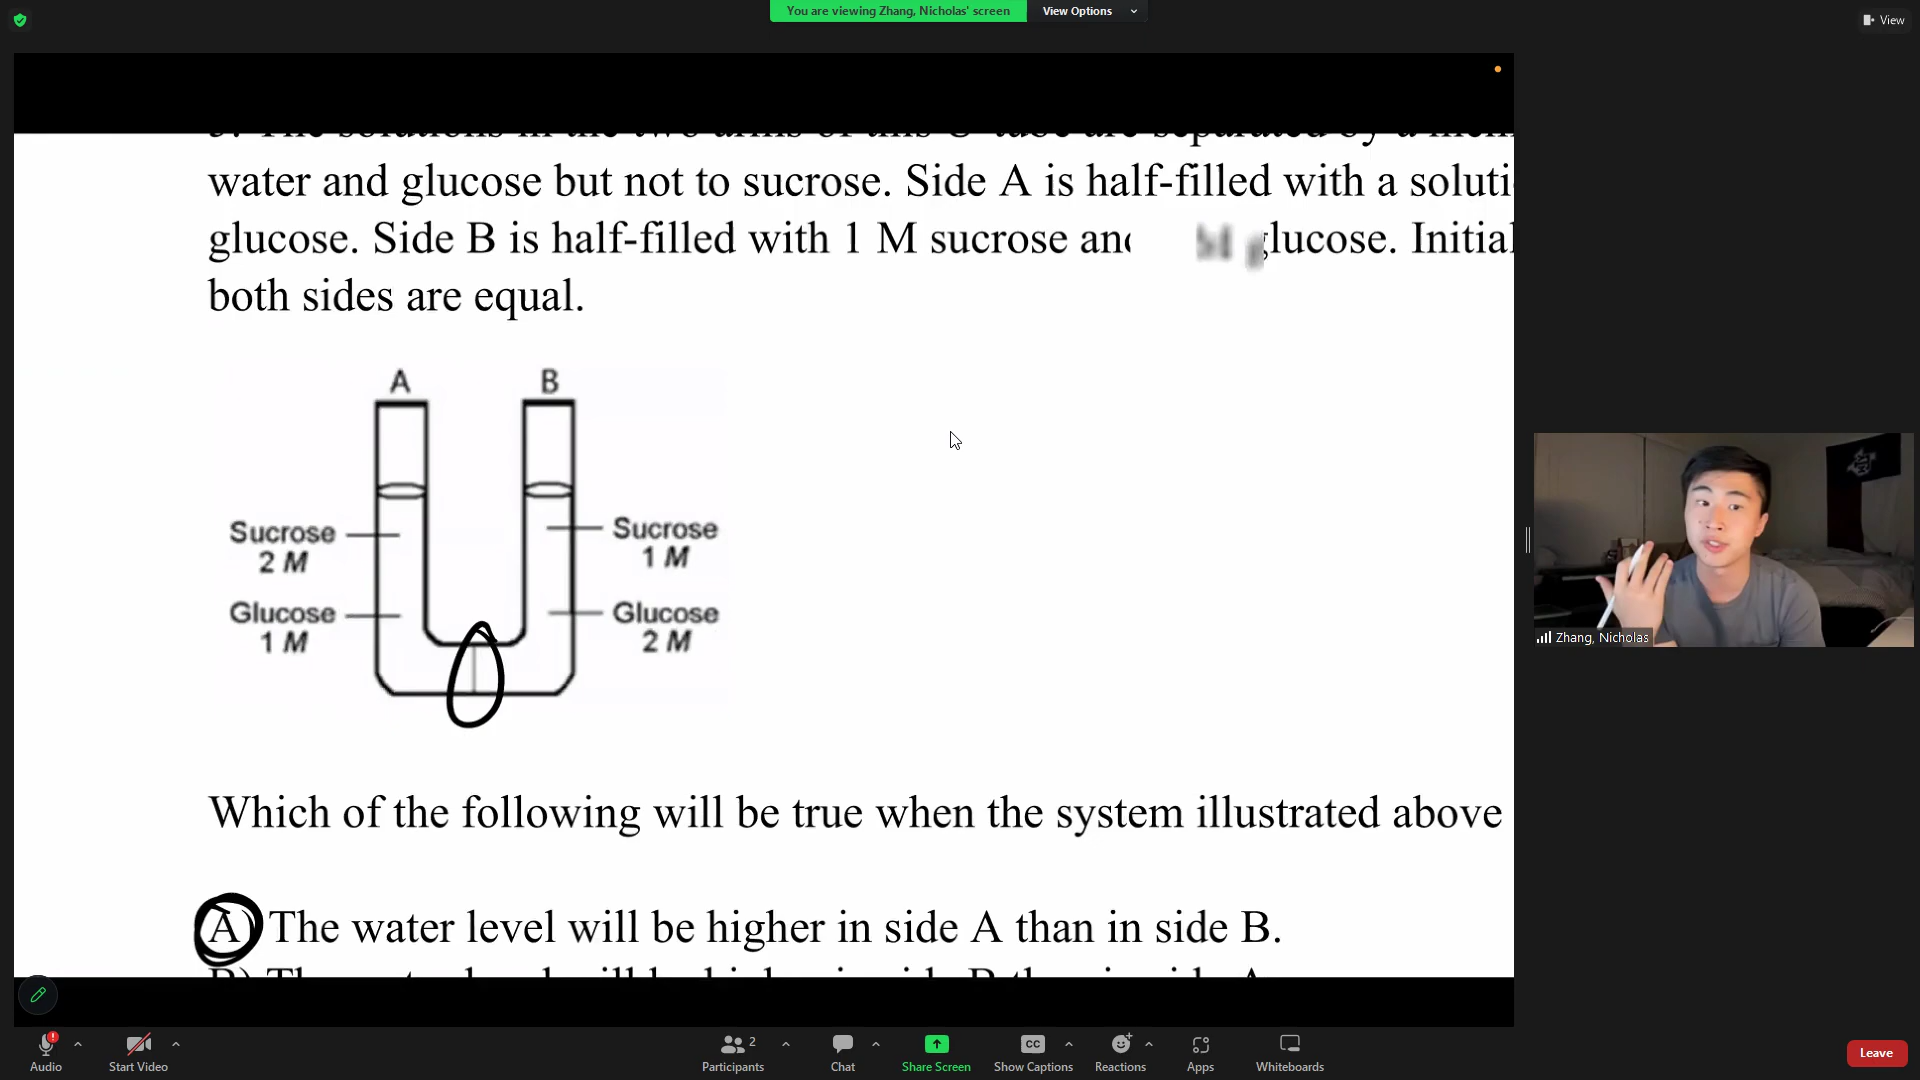 You are viewing Zhang, Nicholas' screen
View Options
View
water and glucose but not to sucrose. Side A is half-filled with a soluti
glucose. Side B is half-filled with 1 M sucrose and glucose. Initial
both sides are equal.
A B
Sucrose
2 M
Sucrose
1 M
Glucose
1 M
Glucose
2 M
Which of the following will be true when the system illustrated above
A) The water level will be higher in side A than in side B.
Zhang, Nicholas
Audio
Start Video
Participants 2
Chat
Share Screen
CC
Show Captions
Reactions
Apps
Whiteboards
Leave